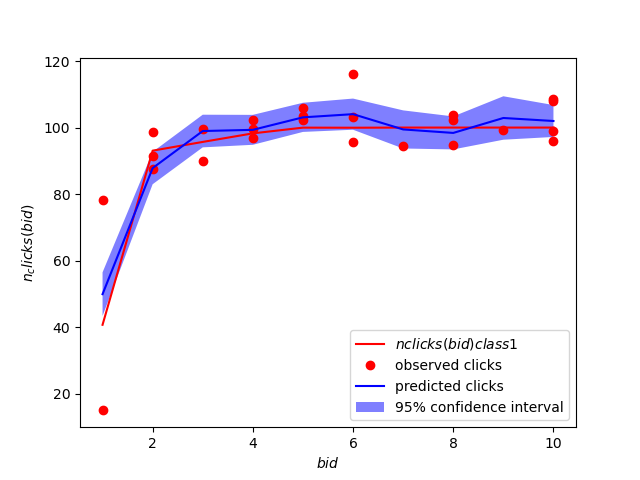 120
100
80
60
40
20
n_clicks(bid)
nclicks(bid)class1
observed clicks
predicted clicks
95% confidence interval
2 4 6 8 10
bid